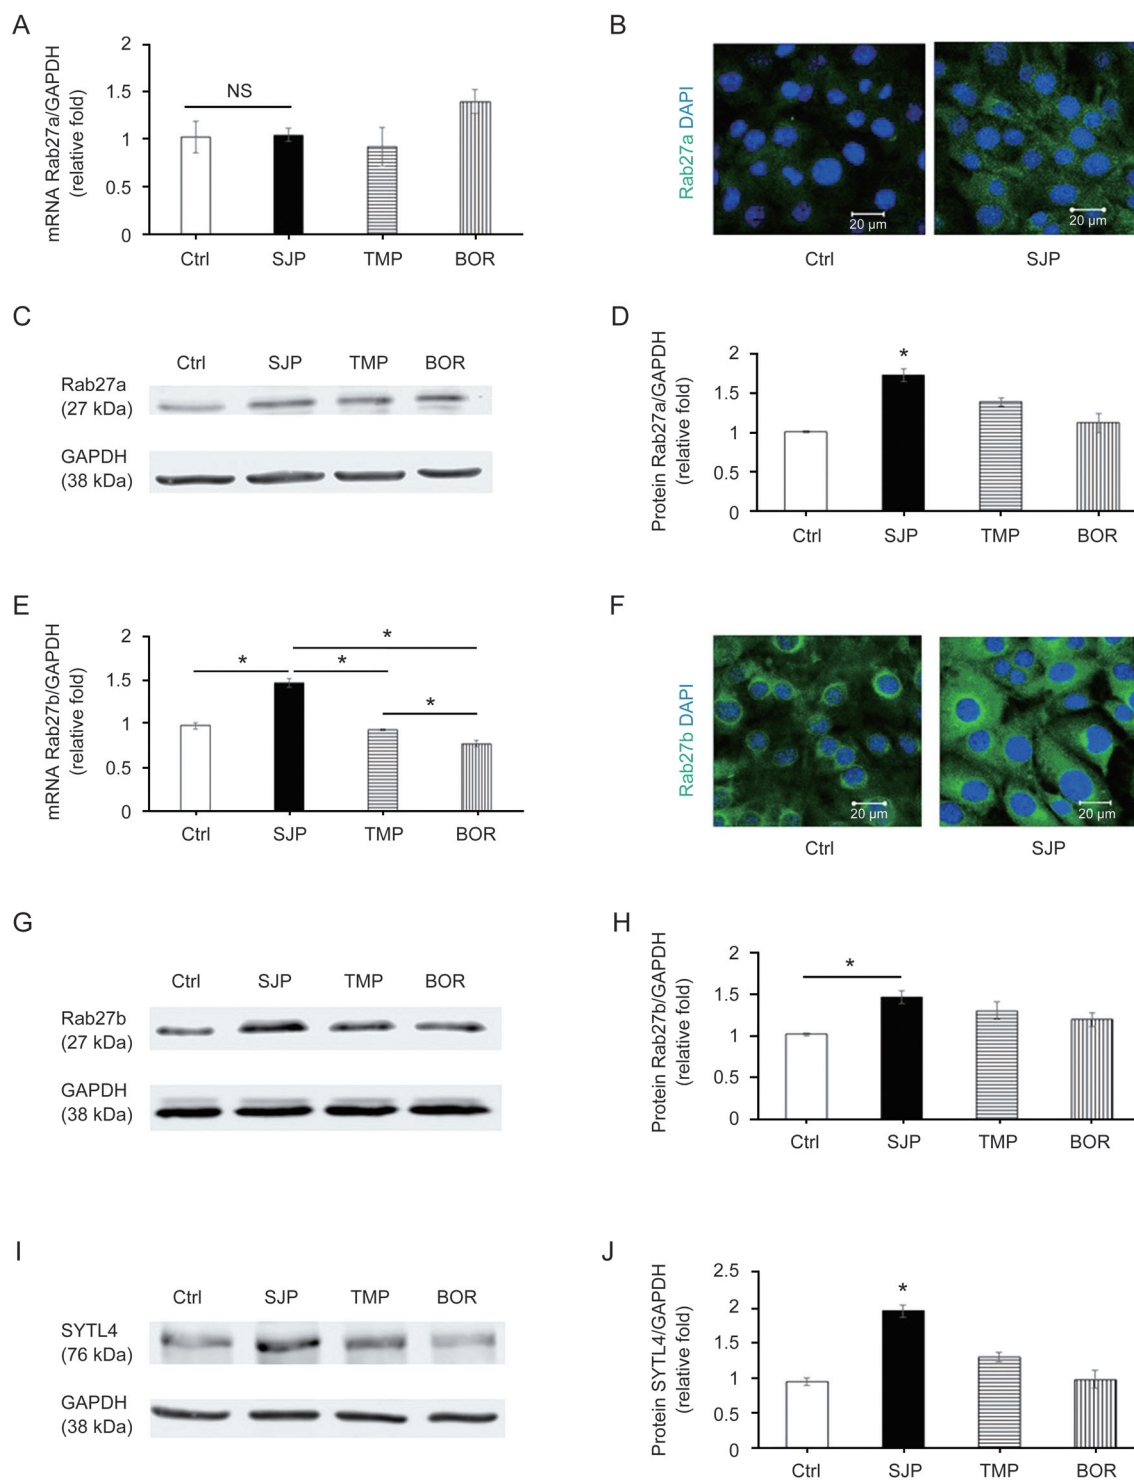 A
mRNA Rab27a/GAPDH
(relative fold)
2
1.5
1
0.5
0
NS
Ctrl SJP TMP BOR
B
Rab27a DAPI
20 µm
20 µm
Ctrl SJP
C
Ctrl SJP TMP BOR
Rab27a
(27 kDa)
GAPDH
(38 kDa)
D
Protein Rab27a/GAPDH
(relative fold)
2
1.5
1
0.5
0
*
Ctrl SJP TMP BOR
E
mRNA Rab27b/GAPDH
(relative fold)
2
1.5
1
0.5
0
*
* *
*
Ctrl SJP TMP BOR
F
Rab27b DAPI
20 µm
20 µm
Ctrl SJP
G
Ctrl SJP TMP BOR
Rab27b
(27 kDa)
GAPDH
(38 kDa)
H
Protein Rab27b/GAPDH
(relative fold)
2
1.5
1
0.5
0
*
Ctrl SJP TMP BOR
I
Ctrl SJP TMP BOR
SYTL4
(76 kDa)
GAPDH
(38 kDa)
J
Protein SYTL4/GAPDH
(relative fold)
2.5
2
1.5
1
0.5
0
*
Ctrl SJP TMP BOR